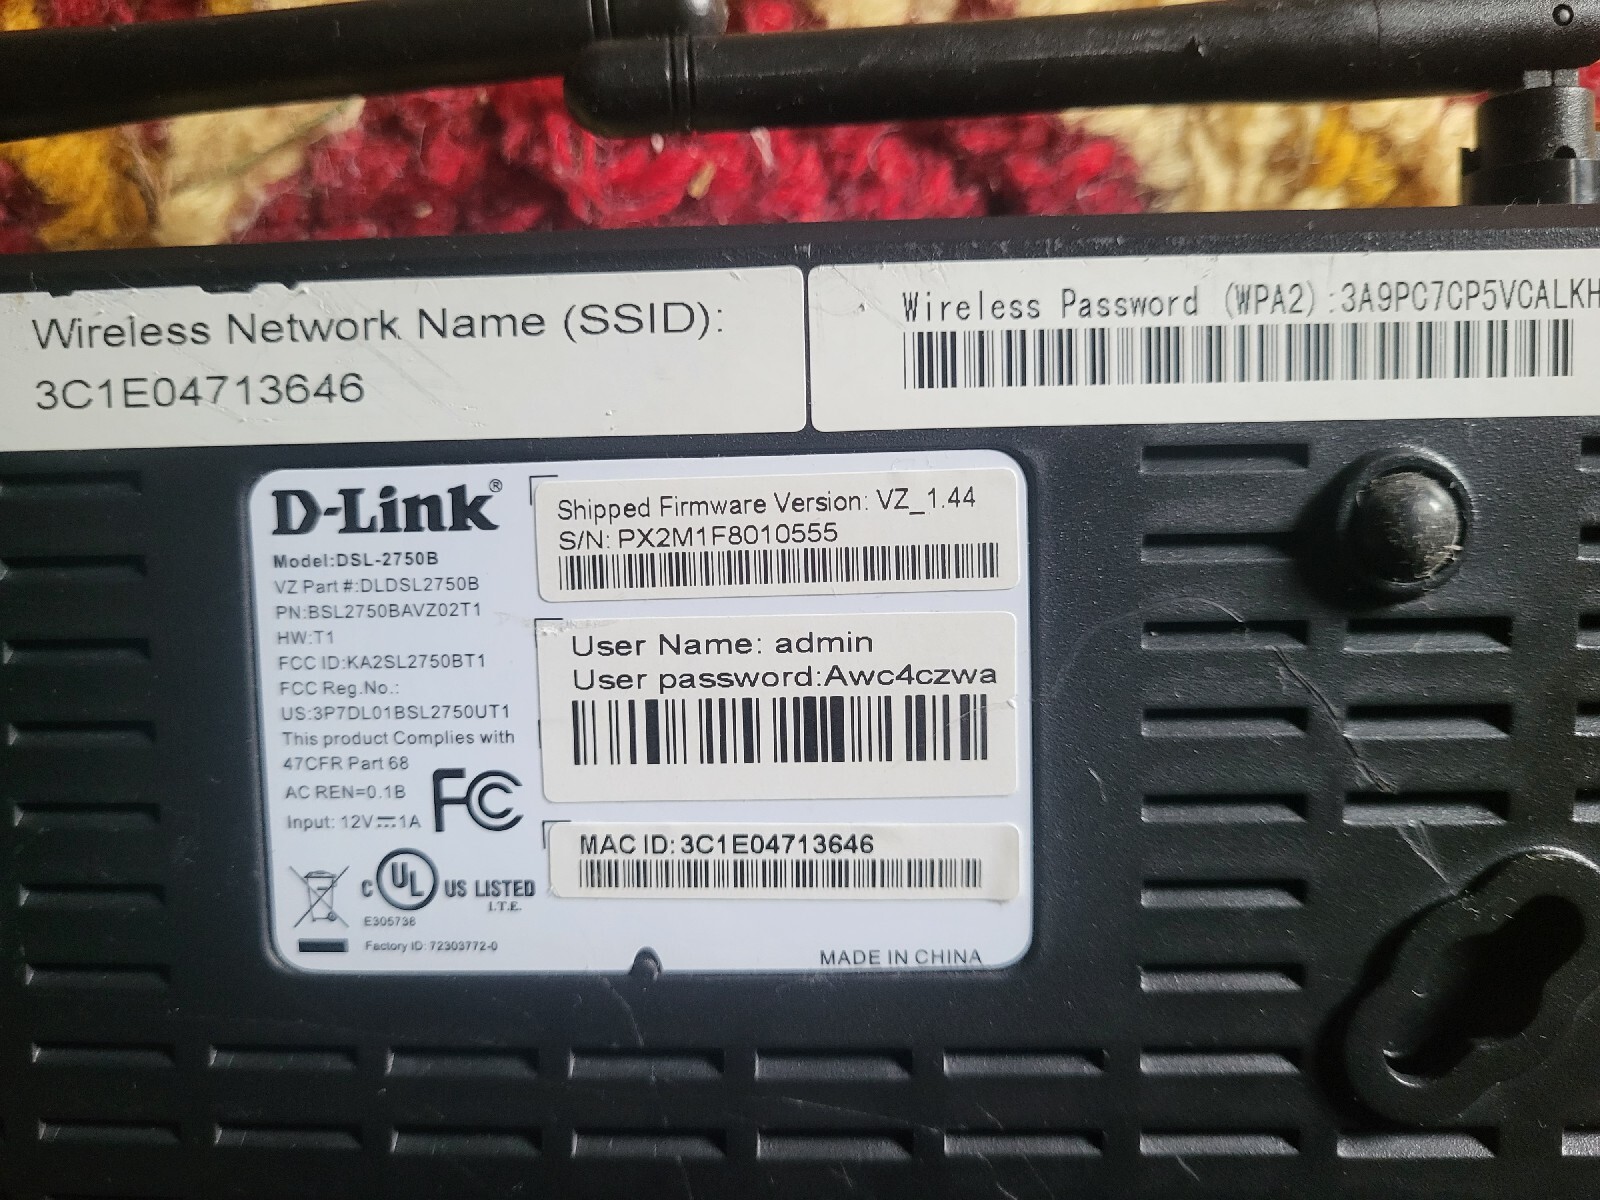 Wireless Network Name (SSID):
3C1E04713646
Wireless Password (WPA2):3A9PC7CP5VCALKH
D-Link®
Model:DSL-2750B
VZ Part #:DLDSL2750B
PN:BSL2750BAVZ02T1
HW:T1
FCC ID:KA2SL2750BT1
FCC Reg.No.:
US:3P7DL01BSL2750UT1
This product Complies with
47CFR Part 68
AC REN=0.1B
Input: 12V⎓1A
FC
C UL US LISTED
I.T.E.
E305736
Factory ID: 72303772-0
Shipped Firmware Version: VZ_1.44
S/N: PX2M1F8010555
User Name: admin
User password:Awc4czwa
MAC ID:3C1E04713646
MADE IN CHINA